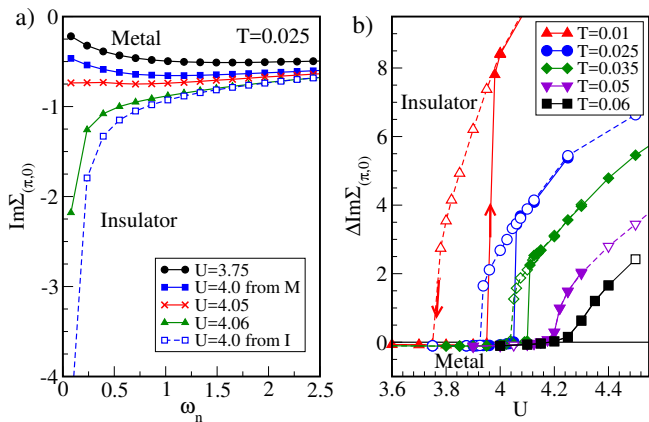 a)
Metal
T=0.025
Insulator
U=3.75
U=4.0 from M
U=4.05
U=4.06
U=4.0 from I
0
-1
-2
-3
-4
ImΣ(π,0)
0
0.5
1
1.5
2
2.5
ωn
b)
T=0.01
T=0.025
T=0.035
T=0.05
T=0.06
Insulator
Metal
8
6
4
2
0
ΔImΣ(π,0)
3.6
3.8
4
4.2
4.4
U